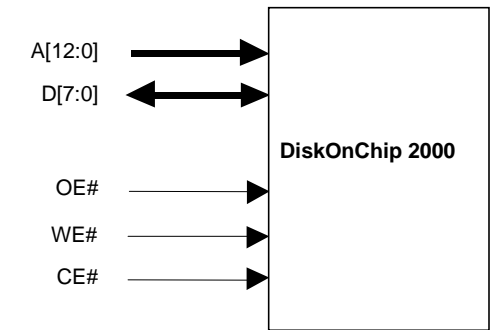 A[12:0]
D[7:0]
DiskOnChip 2000
OE#
WE#
CE#